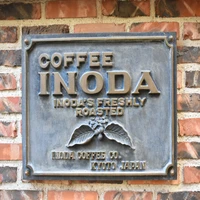 COFFEE
INODA
INODA'S FRESHLY
ROASTED
INODA COFFEE CO.
KYOTO JAPAN